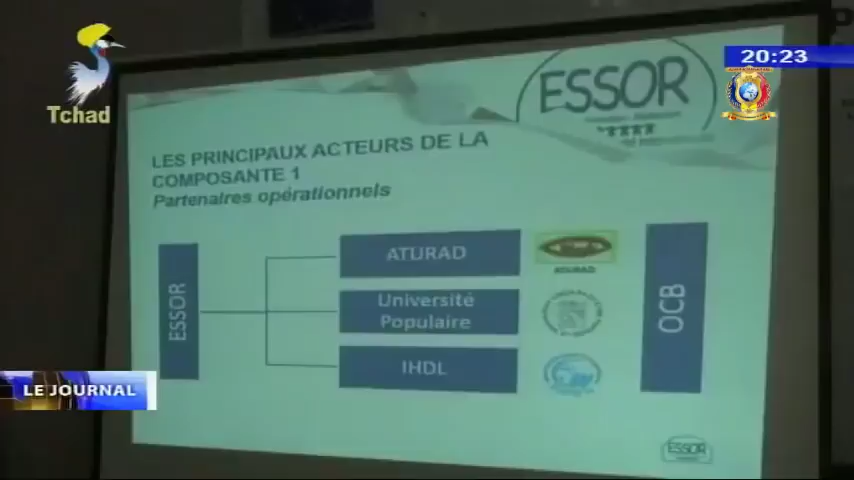 Tchad
20:23
ESSOR
LES PRINCIPAUX ACTEURS DE LA
COMPOSANTE 1
Partenaires opérationnels
ESSOR
ATURAD
ATURAD
Université
Populaire
IHDL
OCB
LE JOURNAL
ESSOR